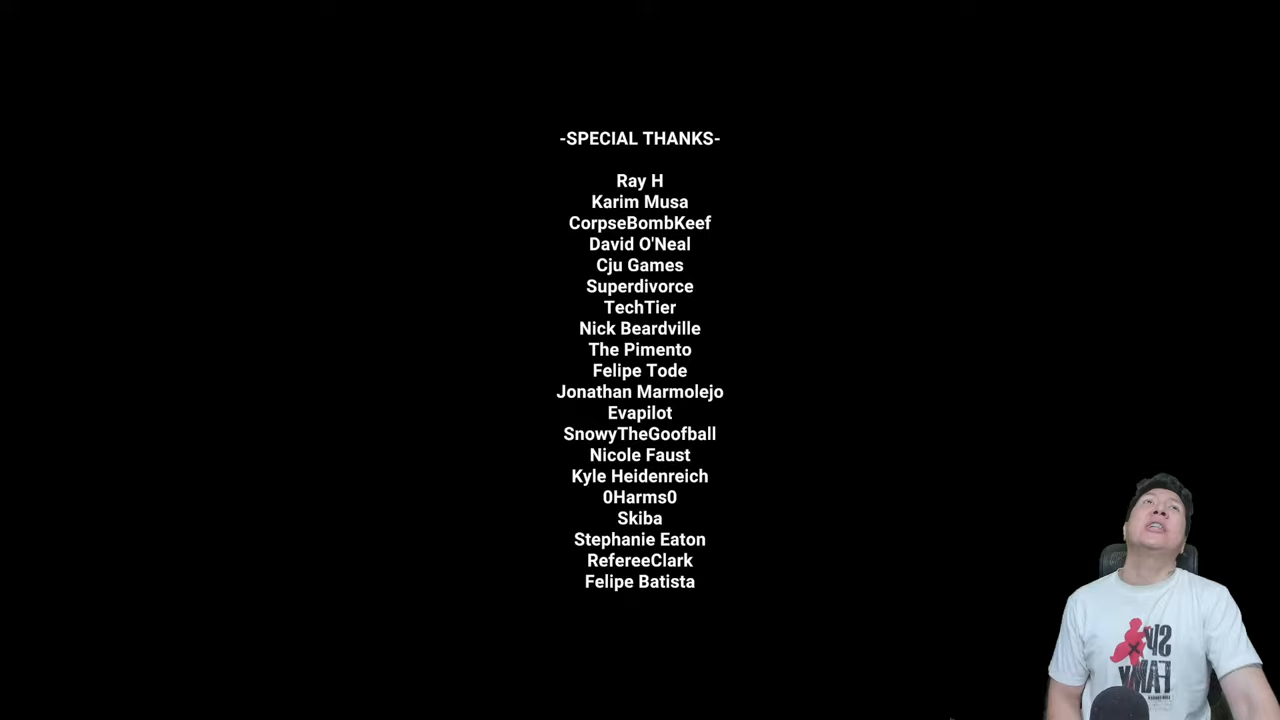 -SPECIAL THANKS-
Ray H
Karim Musa
CorpseBombKeef
David O'Neal
Cju Games
Superdivorce
TechTier
Nick Beardville
The Pimento
Felipe Tode
Jonathan Marmolejo
Evapilot
SnowyTheGoofball
Nicole Faust
Kyle Heidenreich
0Harms0
Skiba
Stephanie Eaton
RefereeClark
Felipe Batista